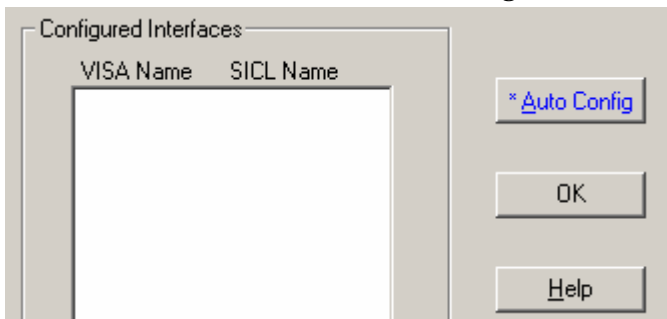 Configured Interfaces
VISA Name SICL Name
* Auto Config
OK
Help